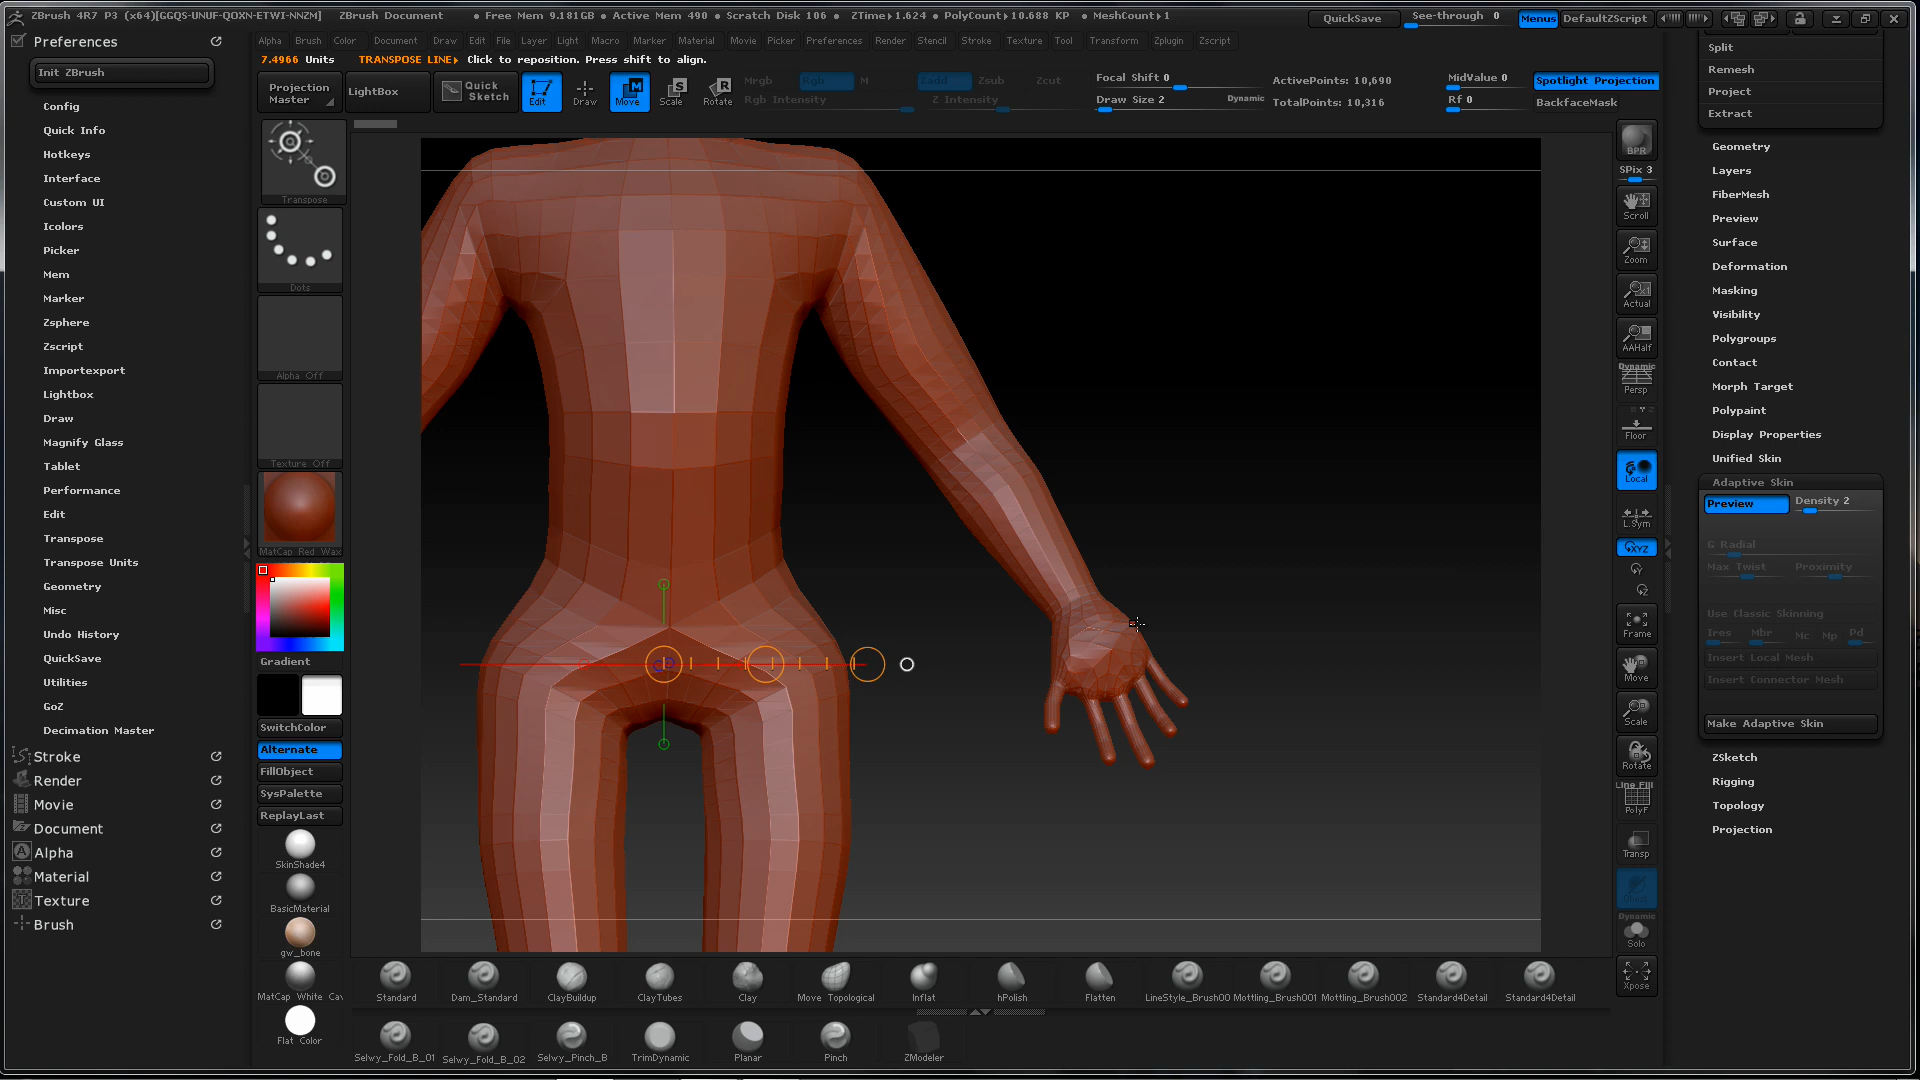 ZBrush 4R7 P3 (x64)[GGQS-UNUF-QOXN-ETWI-NNZM] ZBrush Document • Free Mem 9.181GB • Active Mem 490 • Scratch Disk 106 • ZTime▸1.624 • PolyCount▸10.688 KP • MeshCount▸1
QuickSave See-through 0 Menus DefaultZScript
Alpha Brush Color Document Draw Edit File Layer Light Macro Marker Material Movie Picker Preferences Render Stencil Stroke Texture Tool Transform Zplugin Zscript
7.4966 Units TRANSPOSE LINE▸ Click to reposition. Press shift to align.
Projection Master
LightBox
Quick Sketch
Edit
Draw
Move
Scale
Rotate
Mrgb Rgb M
Rgb Intensity
Zadd Zsub Zcut
Z Intensity
Focal Shift 0
Draw Size 2 Dynamic
ActivePoints: 10,690
TotalPoints: 10,316
MidValue 0
Rf 0
Spotlight Projection
BackfaceMask
Preferences
Init ZBrush
Config
Quick Info
Hotkeys
Interface
Custom UI
Icolors
Picker
Mem
Marker
Zsphere
Zscript
Importexport
Lightbox
Draw
Magnify Glass
Tablet
Performance
Edit
Transpose
Transpose Units
Geometry
Misc
Undo History
QuickSave
Utilities
GoZ
Decimation Master
Stroke
Render
Movie
Document
Alpha
Material
Texture
Brush
Transpose
Dots
Alpha Off
Texture Off
MatCap Red Wax
Gradient
SwitchColor
Alternate
FillObject
SysPalette
ReplayLast
SkinShade4
BasicMaterial
gw_bone
MatCap White Cav
Flat Color
Standard
Dam_Standard
ClayBuildup
ClayTubes
Clay
Move Topological
Inflat
hPolish
Flatten
LineStyle_Brush00
Mottling_Brush001
Mottling_Brush002
Standard4Detail
Standard4Detail
Selwy_Fold_B_01
Selwy_Fold_B_02
Selwy_Pinch_B
TrimDynamic
Planar
Pinch
ZModeler
BPR
SPix 3
Scroll
Zoom
Actual
AAHalf
Dynamic
Persp
Floor
Local
L.Sym
XYZ
Y
Z
Frame
Move
Scale
Rotate
Line Fill
PolyF
Transp
Ghost
Dynamic
Solo
Xpose
Split
Remesh
Project
Extract
Geometry
Layers
FiberMesh
Preview
Surface
Deformation
Masking
Visibility
Polygroups
Contact
Morph Target
Polypaint
Display Properties
Unified Skin
Adaptive Skin
Preview Density 2
G Radial
Max Twist Proximity
Use Classic Skinning
Ires Mbr Mc Mp Pd
Insert Local Mesh
Insert Connector Mesh
Make Adaptive Skin
ZSketch
Rigging
Topology
Projection